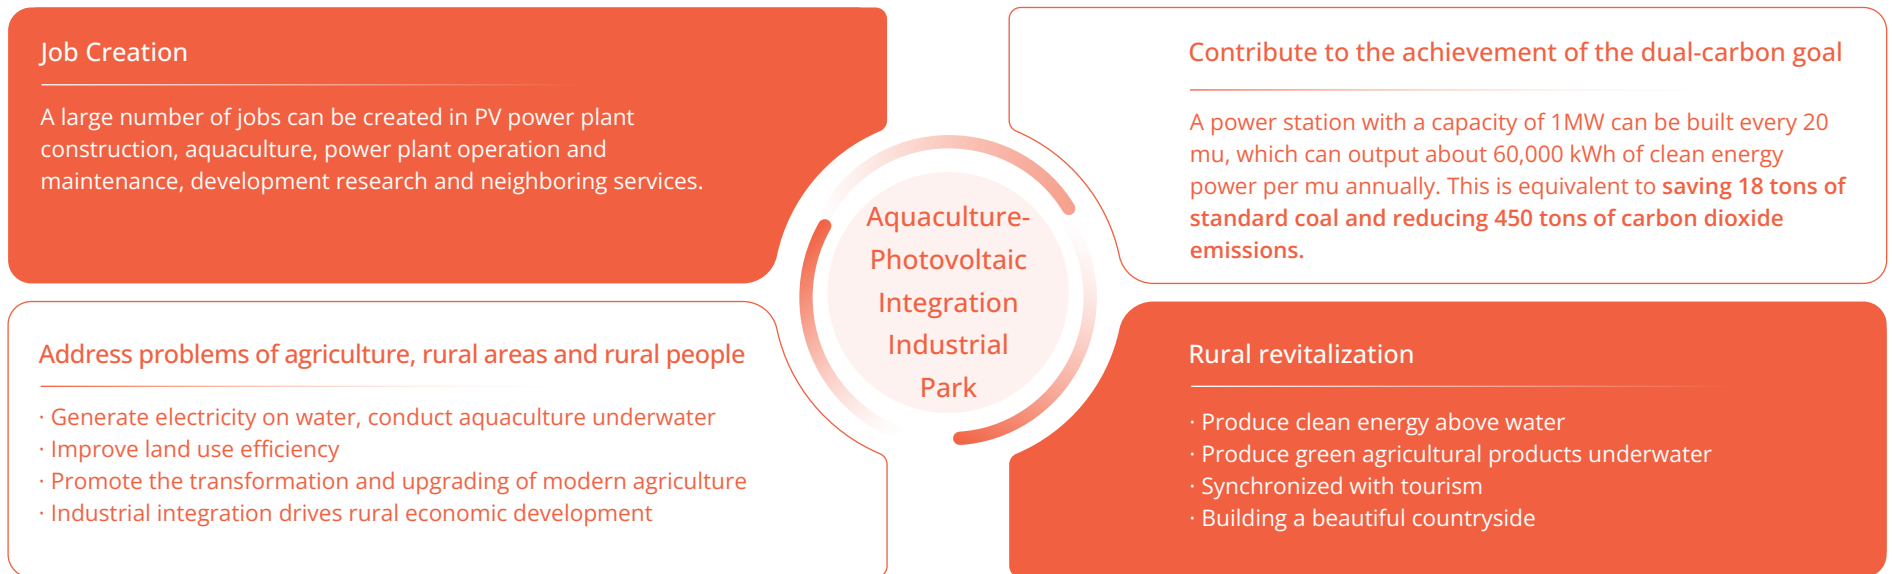 Job Creation
A large number of jobs can be created in PV power plant
construction, aquaculture, power plant operation and
maintenance, development research and neighboring services.
Contribute to the achievement of the dual-carbon goal
A power station with a capacity of 1MW can be built every 20
mu, which can output about 60,000 kWh of clean energy
power per mu annually. This is equivalent to saving 18 tons of
standard coal and reducing 450 tons of carbon dioxide
emissions.
Aquaculture-
Photovoltaic
Integration
Industrial
Park
Address problems of agriculture, rural areas and rural people
· Generate electricity on water, conduct aquaculture underwater
· Improve land use efficiency
· Promote the transformation and upgrading of modern agriculture
· Industrial integration drives rural economic development
Rural revitalization
· Produce clean energy above water
· Produce green agricultural products underwater
· Synchronized with tourism
· Building a beautiful countryside